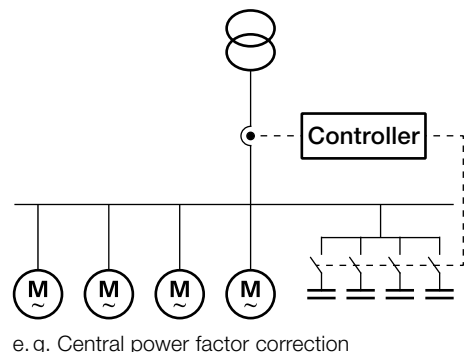 Controller
M M M M
~ ~ ~ ~
e. g. Central power factor correction